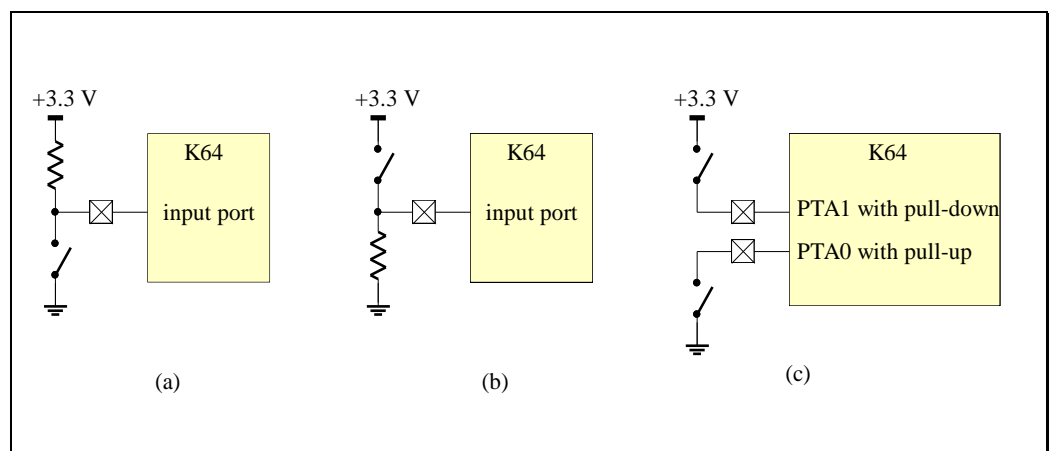 +3.3 V
K64
input port
(a)
+3.3 V
K64
input port
(b)
+3.3 V
K64
PTA1 with pull-down
PTA0 with pull-up
(c)